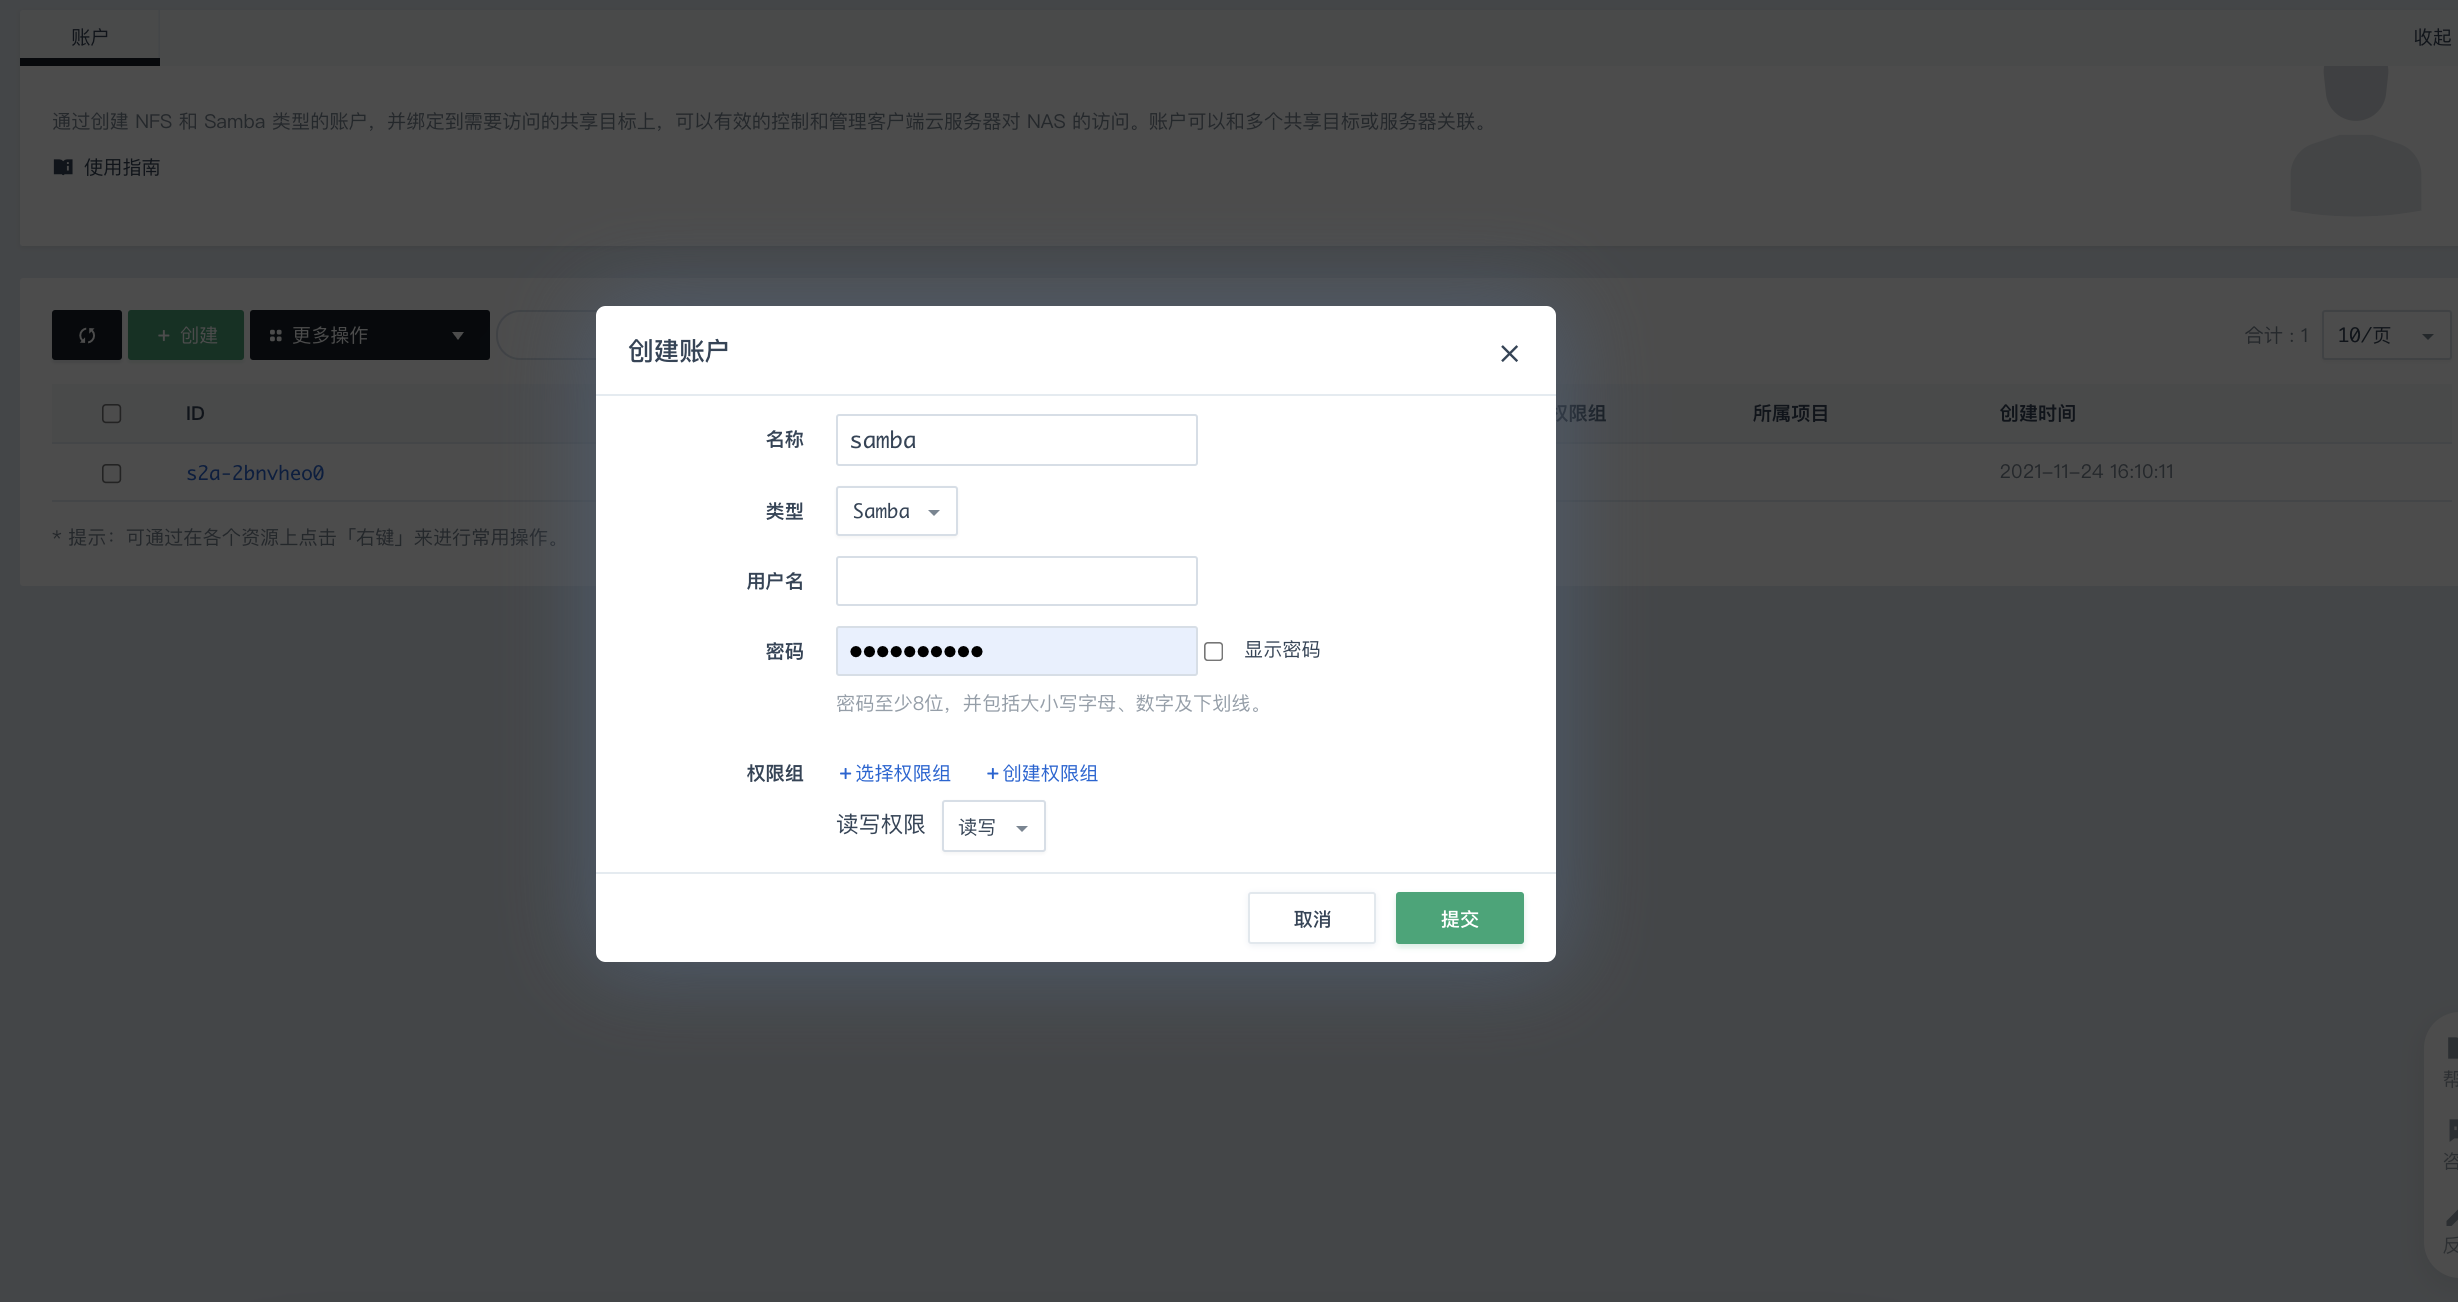 账户
收起
通过创建 NFS 和 Samba 类型的账户，并绑定到需要访问的共享目标上，可以有效的控制和管理客户端云服务器对 NAS 的访问。账户可以和多个共享目标或服务器关联。
使用指南
+ 创建
更多操作
合计 : 1
10/页
ID
权限组
所属项目
创建时间
s2a-2bnvheo0
2021-11-24 16:10:11
* 提示：可通过在各个资源上点击「右键」来进行常用操作。
创建账户
名称
samba
类型
Samba
用户名
密码
●●●●●●●●●●
显示密码
密码至少8位，并包括大小写字母、数字及下划线。
权限组
+ 选择权限组
+ 创建权限组
读写权限
读写
取消
提交
帮
咨
反